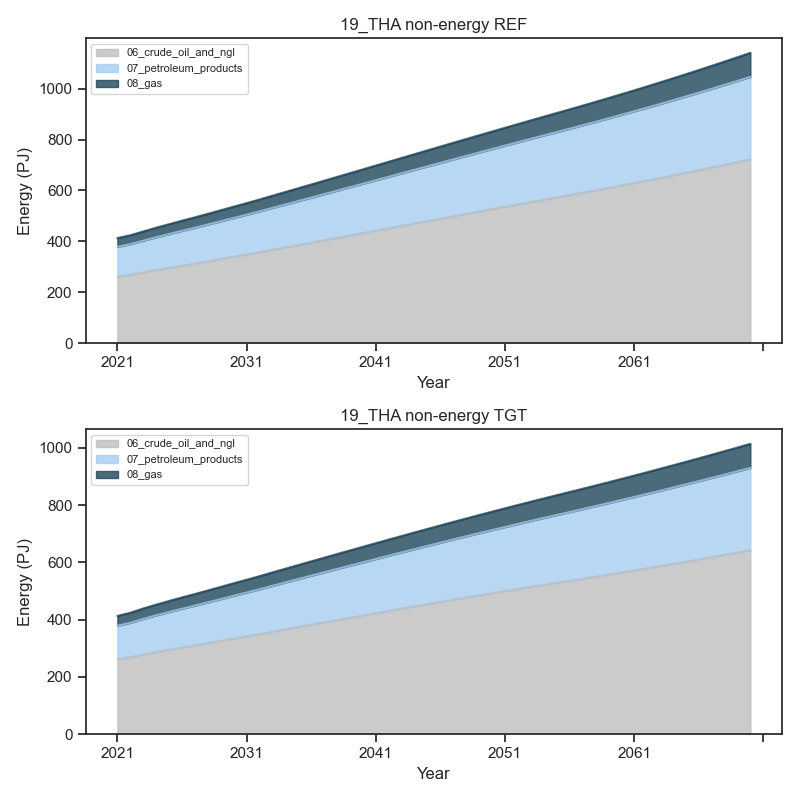 19_THA non-energy REF
06_crude_oil_and_ngl
07_petroleum_products
08_gas
1000
800
600
400
200
0
Energy (PJ)
2021 2031 2041 2051 2061
Year
19_THA non-energy TGT
06_crude_oil_and_ngl
07_petroleum_products
08_gas
1000
800
600
400
200
0
Energy (PJ)
2021 2031 2041 2051 2061
Year